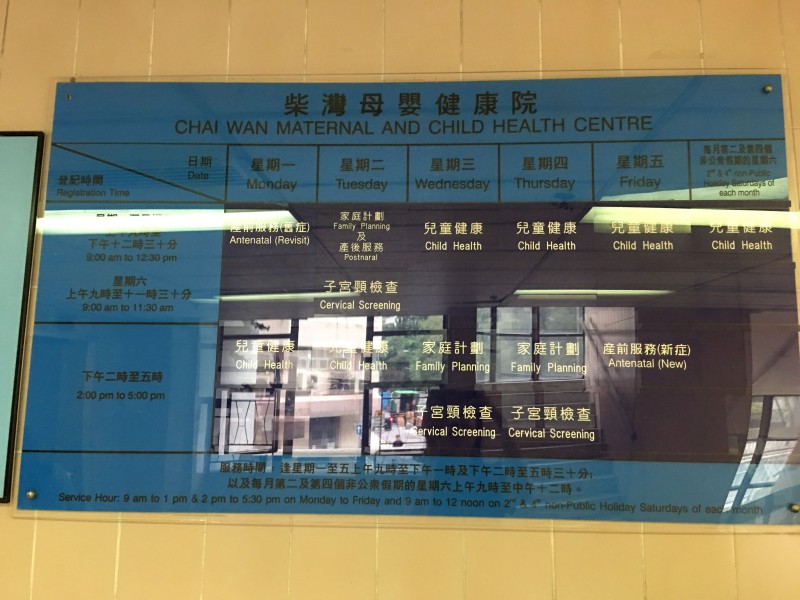 柴灣母嬰健康院
CHAI WAN MATERNAL AND CHILD HEALTH CENTRE
日期
Date
登記時間
Registration Time
星期一
Monday
星期二
Tuesday
星期三
Wednesday
星期四
Thursday
星期五
Friday
每月第二及第四個
非公眾假期的星期六
2nd & 4th non-Public
Holiday Saturdays of
each month
下午十二時三十分
9:00 am to 12:30 pm
星期六
上午九時至十一時三十分
9:00 am to 11:30 am
產前服務(舊症)
Antenatal (Revisit)
家庭計劃
Family Planning
及
產後服務
Postnaral
子宮頸檢查
Cervical Screening
兒童健康
Child Health
兒童健康
Child Health
兒童健康
Child Health
兒童健康
Child Health
下午二時至五時
2:00 pm to 5:00 pm
兒童健康
Child Health
兒童健康
Child Health
家庭計劃
Family Planning
子宮頸檢查
Cervical Screening
家庭計劃
Family Planning
子宮頸檢查
Cervical Screening
產前服務(新症)
Antenatal (New)
服務時間：逢星期一至五上午九時至下午一時及下午二時至五時三十分;
以及每月第二及第四個非公眾假期的星期六上午九時至中午十二時。
Service Hour: 9 am to 1 pm & 2 pm to 5:30 pm on Monday to Friday and 9 am to 12 noon on 2nd & 4th non-Public Holiday Saturdays of each month